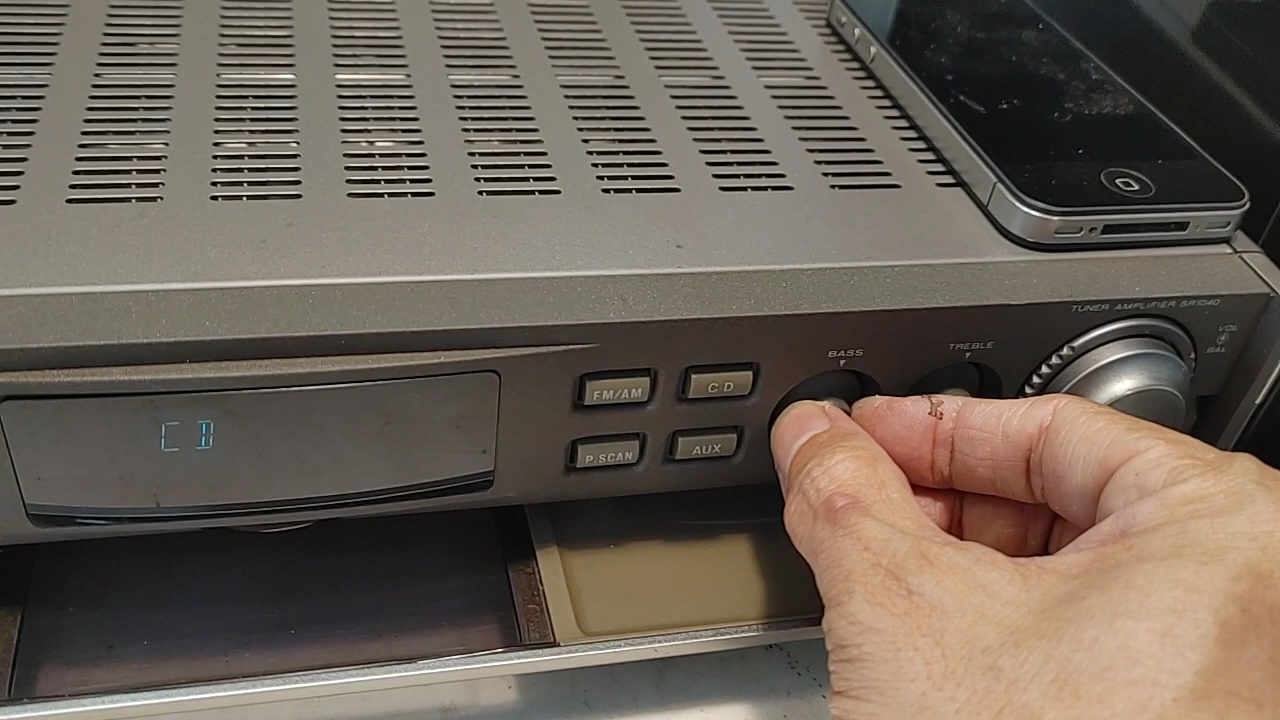 TUNER AMPLIFIER SR1040
VOL
BAL
BASS
TREBLE
FM/AM
CD
CD
P.SCAN
AUX